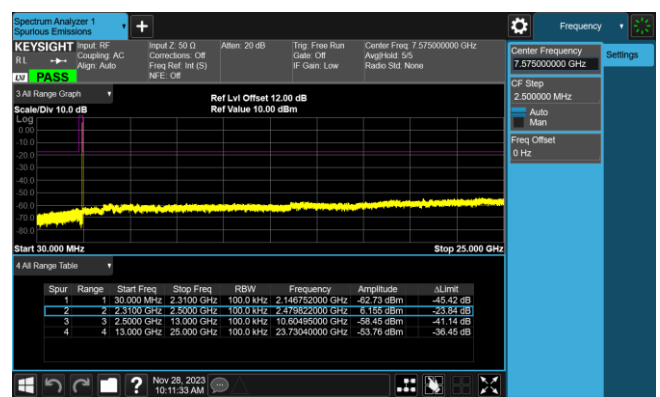 Spectrum Analyzer 1
Spurious Emissions
+
Frequency
KEYSIGHT Input: RF Input Z: 50 Ω Atten: 20 dB Trig: Free Run Center Freq: 7.575000000 GHz
RL Coupling: AC Corrections: Off Gate: Off Avg|Hold: 5/5
Align: Auto Freq Ref: Int (S) IF Gain: Low Radio Std: None
LXI PASS NFE: Off
Center Frequency
7.575000000 GHz
Settings
CF Step
2.500000 MHz
Auto
Man
Freq Offset
0 Hz
3 All Range Graph
Ref Lvl Offset 12.00 dB
Scale/Div 10.0 dB Ref Value 10.00 dBm
Log
0.00
-10.0
-20.0
-30.0
-40.0
-50.0
-60.0
-70.0
-80.0
Start 30.000 MHz Stop 25.000 GHz
4 All Range Table
Spur Range Start Freq Stop Freq RBW Frequency Amplitude ΔLimit
1 1 30.000 MHz 2.3100 GHz 100.0 kHz 2.146752000 GHz -62.73 dBm -45.42 dB
2 2 2.3100 GHz 2.5000 GHz 100.0 kHz 2.479822000 GHz 6.155 dBm -23.84 dB
3 3 2.5000 GHz 13.000 GHz 100.0 kHz 10.60495000 GHz -58.45 dBm -41.14 dB
4 4 13.000 GHz 25.000 GHz 100.0 kHz 23.73040000 GHz -53.76 dBm -36.45 dB
? Nov 28, 2023
10:11:33 AM